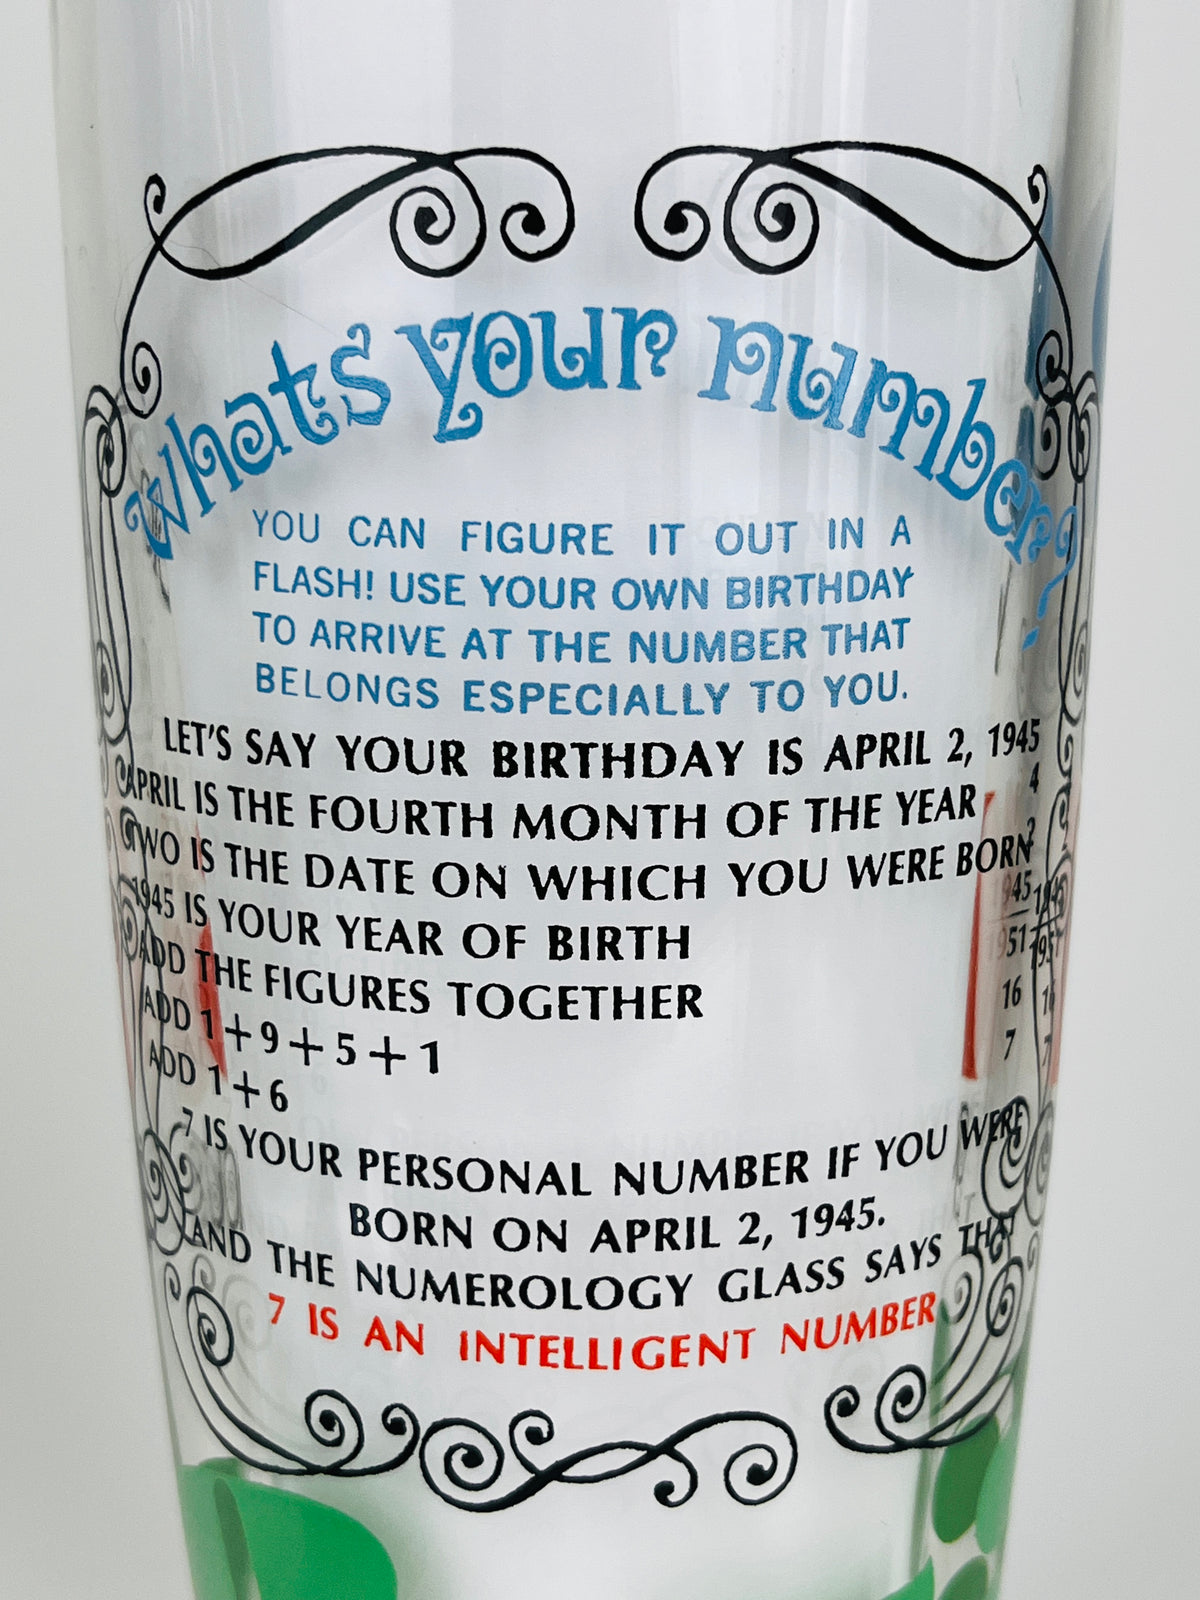 What's your number?
YOU CAN FIGURE IT OUT IN A
FLASH! USE YOUR OWN BIRTHDAY
TO ARRIVE AT THE NUMBER THAT
BELONGS ESPECIALLY TO YOU.
LET'S SAY YOUR BIRTHDAY IS APRIL 2, 1945
APRIL IS THE FOURTH MONTH OF THE YEAR 4
TWO IS THE DATE ON WHICH YOU WERE BORN 2
1945 IS YOUR YEAR OF BIRTH 1945
ADD THE FIGURES TOGETHER 1951
ADD 1+9+5+1 16
ADD 1+6 7
7 IS YOUR PERSONAL NUMBER IF YOU WERE
BORN ON APRIL 2, 1945.
AND THE NUMEROLOGY GLASS SAYS THAT
7 IS AN INTELLIGENT NUMBER